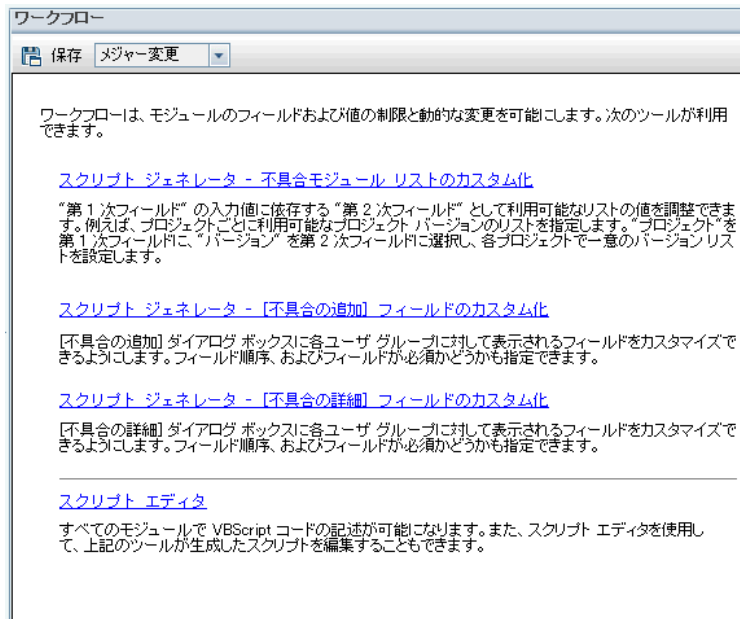 ワークフロー
保存 メジャー変更
ワークフローは、モジュールのフィールドおよび値の制限と動的な変更を可能にします。次のツールが利用
できます。
スクリプト ジェネレータ - 不具合モジュール リストのカスタム化
"第 1 次フィールド" の入力値に依存する "第 2 次フィールド" として利用可能なリストの値を調整できま
す。例えば、プロジェクトごとに利用可能なプロジェクト バージョンのリストを指定します。"プロジェクト"を
第 1 次フィールドに、"バージョン" を第 2 次フィールドに選択し、各プロジェクトで一意のバージョン リス
トを設定します。
スクリプト ジェネレータ - [不具合の追加] フィールドのカスタム化
[不具合の追加] ダイアログ ボックスに各ユーザ グループに対して表示されるフィールドをカスタマイズで
きるようにします。フィールド順序、およびフィールドが必須かどうかも指定できます。
スクリプト ジェネレータ - [不具合の詳細] フィールドのカスタム化
[不具合の詳細] ダイアログ ボックスに各ユーザ グループに対して表示されるフィールドをカスタマイズで
きるようにします。フィールド順序、およびフィールドが必須かどうかも指定できます。
スクリプト エディタ
すべてのモジュールで VBScript コードの記述が可能になります。また、スクリプト エディタを使用し
て、上記のツールが生成したスクリプトを編集することもできます。